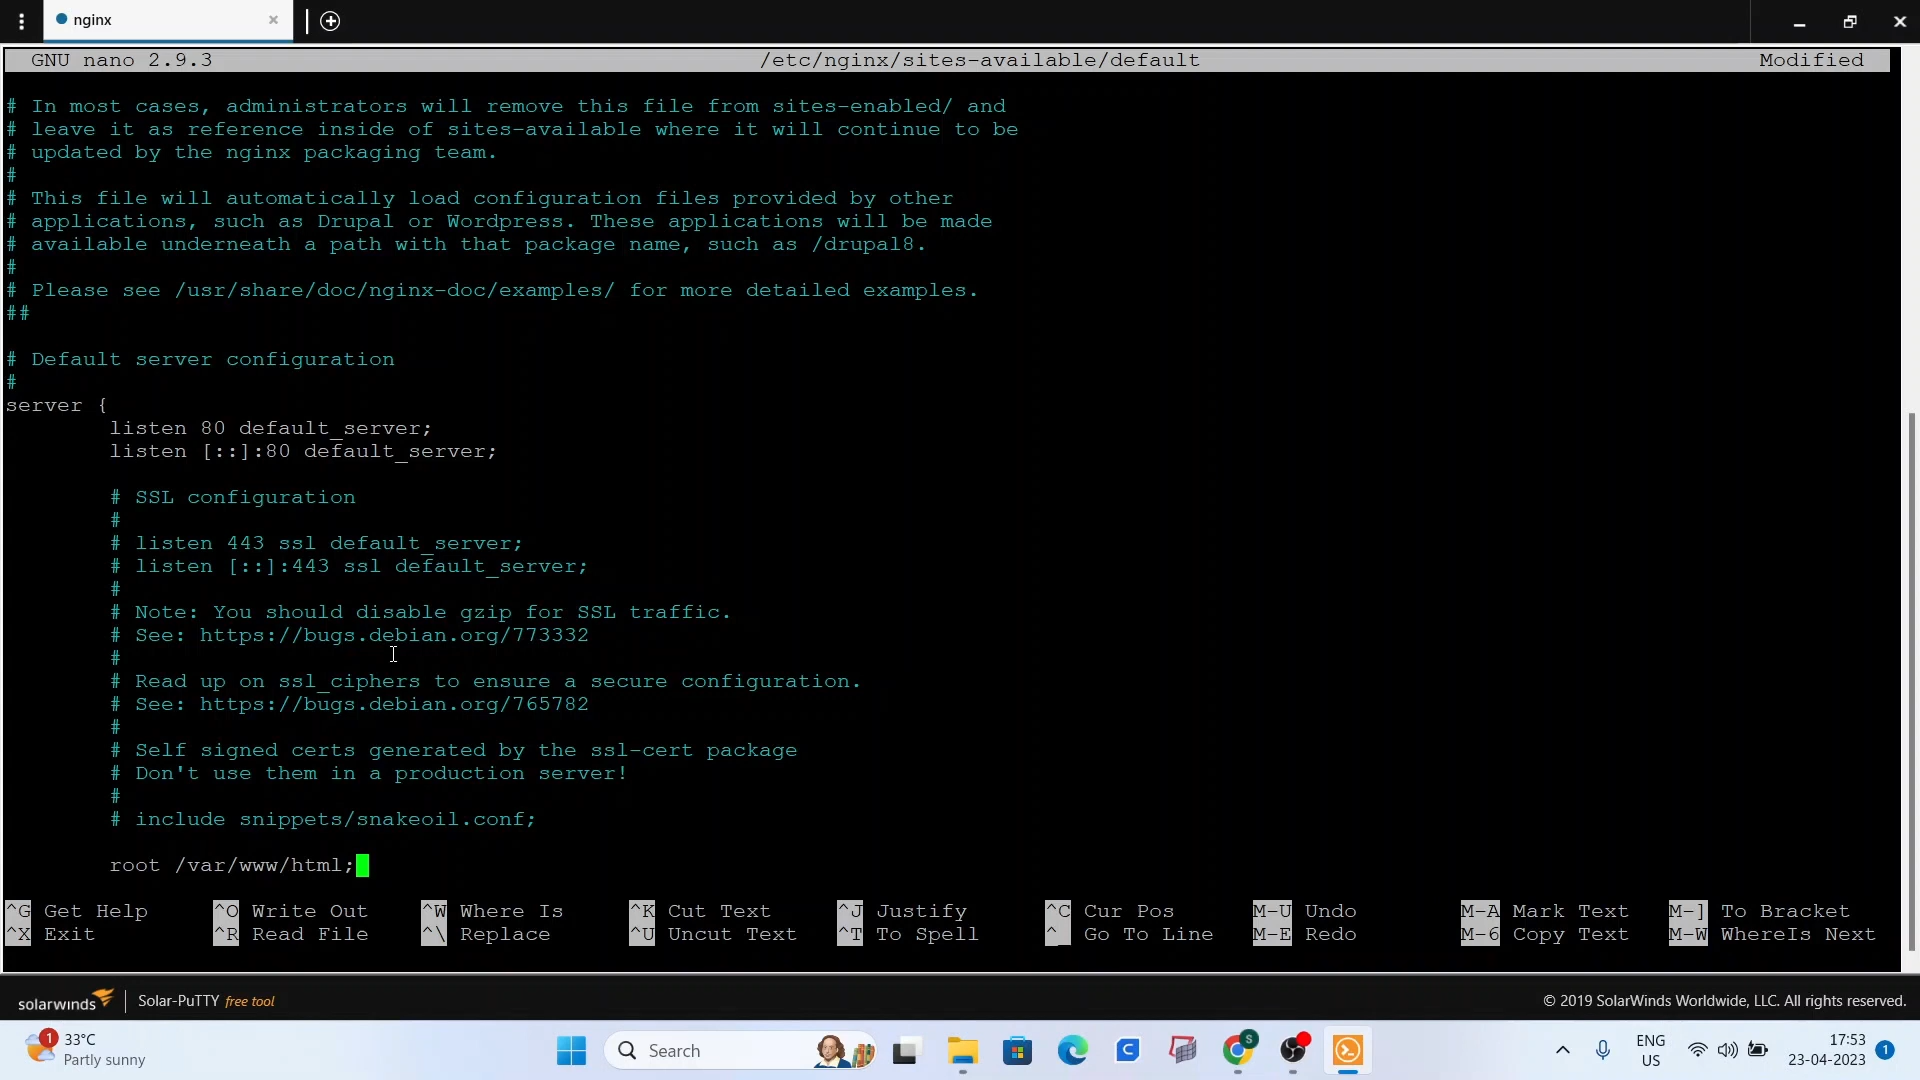 nginx
GNU nano 2.9.3 /etc/nginx/sites-available/default Modified
# In most cases, administrators will remove this file from sites-enabled/ and
# leave it as reference inside of sites-available where it will continue to be
# updated by the nginx packaging team.
#
# This file will automatically load configuration files provided by other
# applications, such as Drupal or Wordpress. These applications will be made
# available underneath a path with that package name, such as /drupal8.
#
# Please see /usr/share/doc/nginx-doc/examples/ for more detailed examples.
##
# Default server configuration
#
server {
listen 80 default_server;
listen [::]:80 default_server;
# SSL configuration
#
# listen 443 ssl default_server;
# listen [::]:443 ssl default_server;
#
# Note: You should disable gzip for SSL traffic.
# See: https://bugs.debian.org/773332
#
# Read up on ssl_ciphers to ensure a secure configuration.
# See: https://bugs.debian.org/765782
#
# Self signed certs generated by the ssl-cert package
# Don't use them in a production server!
#
# include snippets/snakeoil.conf;
root /var/www/html;
^G Get Help ^O Write Out ^W Where Is ^K Cut Text ^J Justify ^C Cur Pos M-U Undo M-A Mark Text M-] To Bracket
^X Exit ^R Read File ^\ Replace ^U Uncut Text ^T To Spell ^_ Go To Line M-E Redo M-6 Copy Text M-W WhereIs Next
solarwinds Solar-PuTTY free tool © 2019 SolarWinds Worldwide, LLC. All rights reserved.
1 33°C
Partly sunny
Search
S
ENG
US
17:53
23-04-2023
1